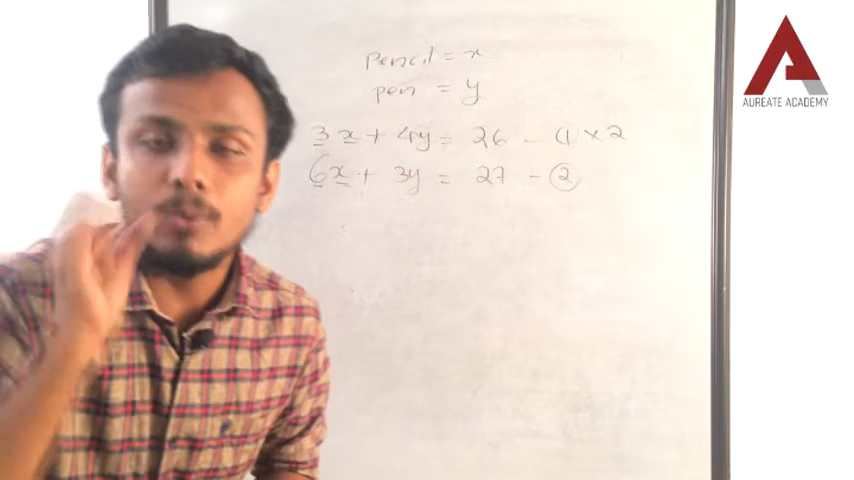 Pencil = x
pen = y
3x + 4y = 26 - ① × 2
6x + 3y = 27 - ②
AUREATE ACADEMY